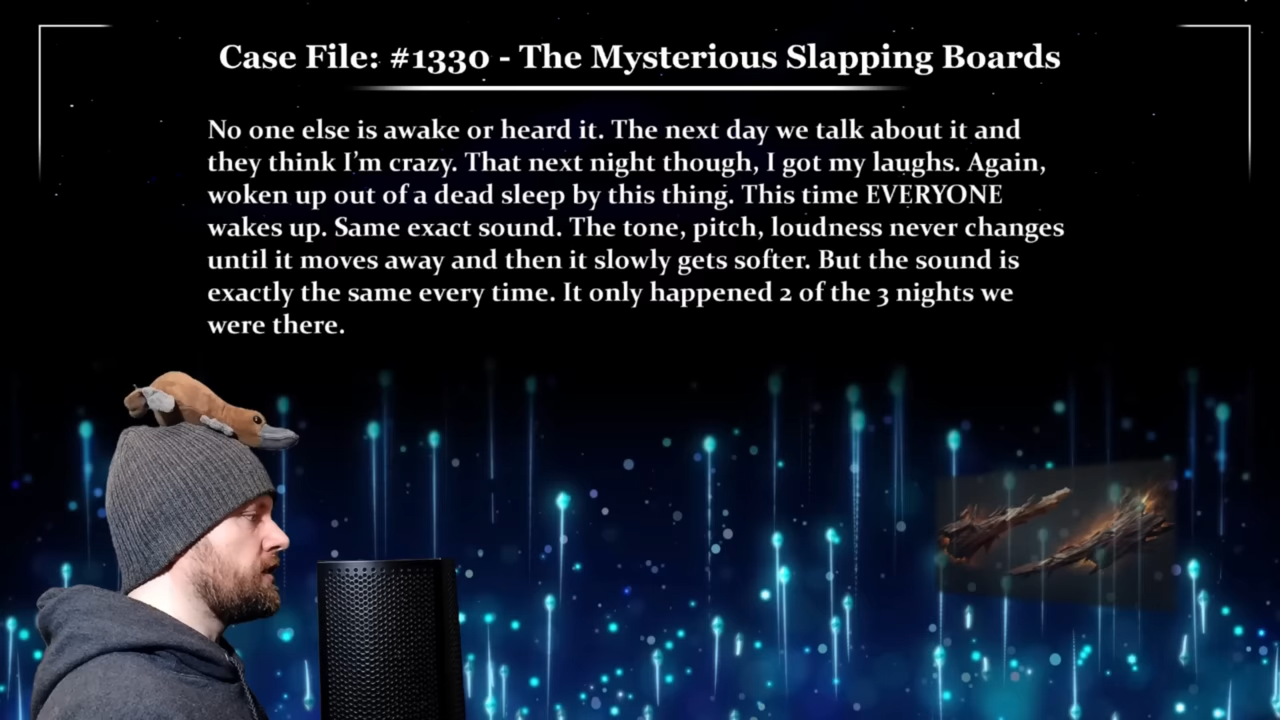 Case File: #1330 - The Mysterious Slapping Boards
No one else is awake or heard it. The next day we talk about it and
they think I’m crazy. That next night though, I got my laughs. Again,
woken up out of a dead sleep by this thing. This time EVERYONE
wakes up. Same exact sound. The tone, pitch, loudness never changes
until it moves away and then it slowly gets softer. But the sound is
exactly the same every time. It only happened 2 of the 3 nights we
were there.